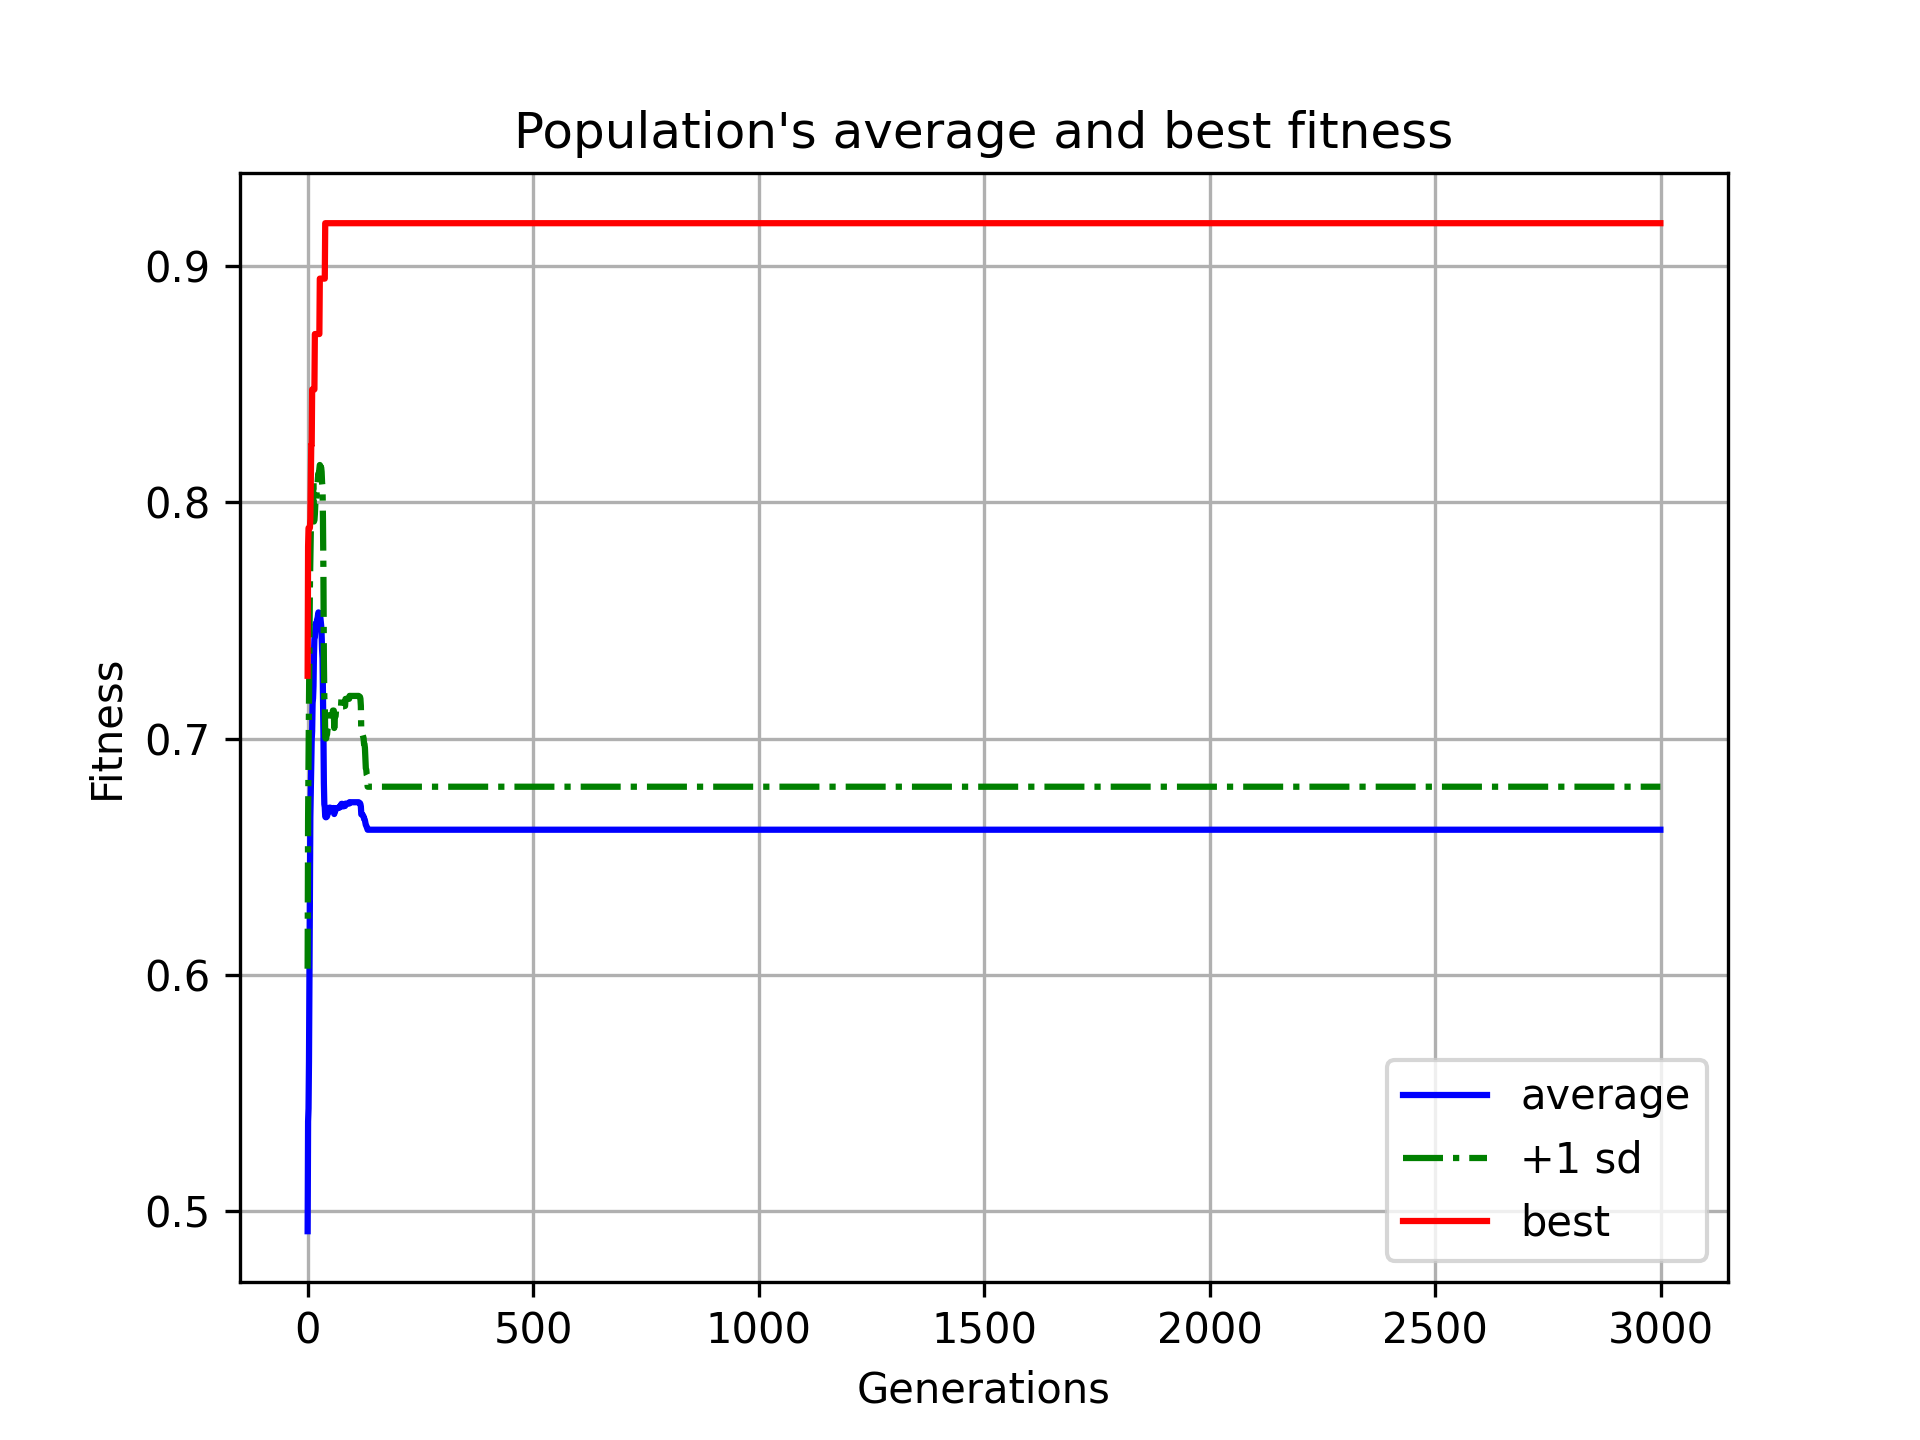 Population's average and best fitness
Fitness
0.9
0.8
0.7
0.6
0.5
average
+1 sd
best
0 500 1000 1500 2000 2500 3000
Generations